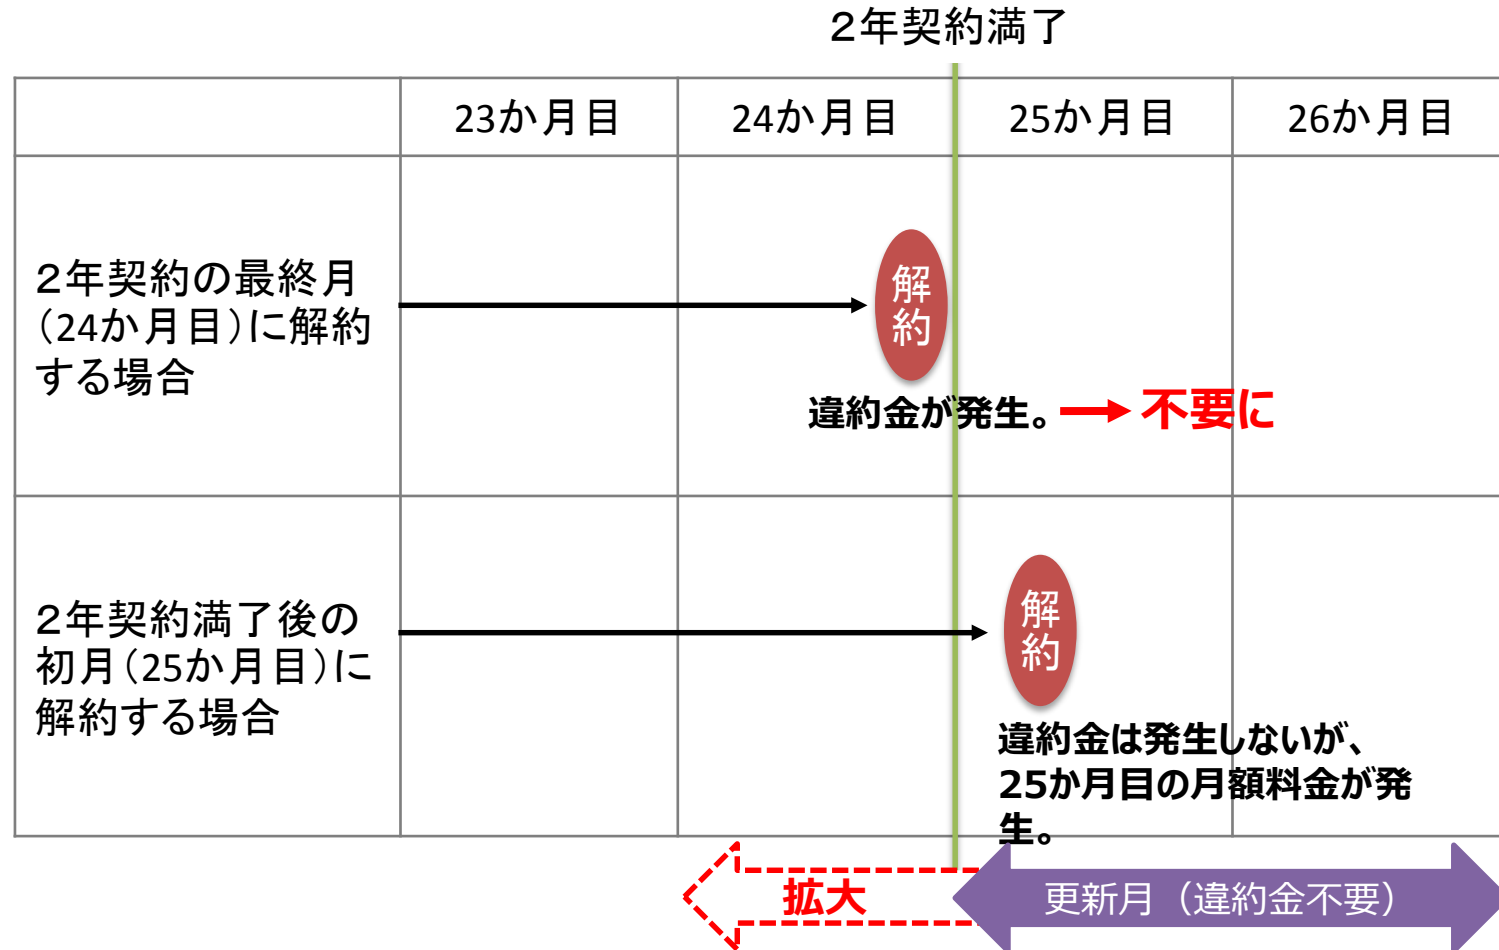 ２年契約満了
23か月目
24か月目
25か月目
26か月目
２年契約の最終月
（24か月目）に解約
する場合
解
約
違約金が発生。
不要に
２年契約満了後の
初月（25か月目）に
解約する場合
解
約
違約金は発生しないが、
25か月目の月額料金が発
生。
拡大
更新月（違約金不要）